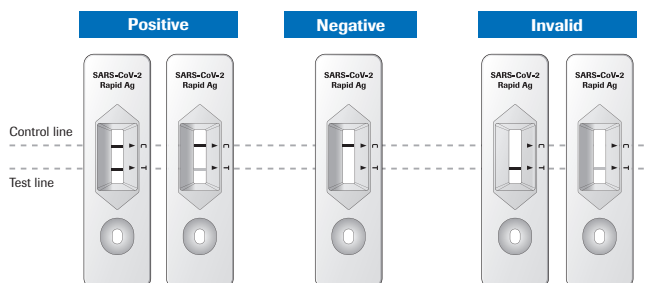 Positive
Negative
Invalid
SARS-CoV-2
Rapid Ag
SARS-CoV-2
Rapid Ag
SARS-CoV-2
Rapid Ag
SARS-CoV-2
Rapid Ag
SARS-CoV-2
Rapid Ag
Control line
C
C
C
C
C
T
T
T
T
T
Test line